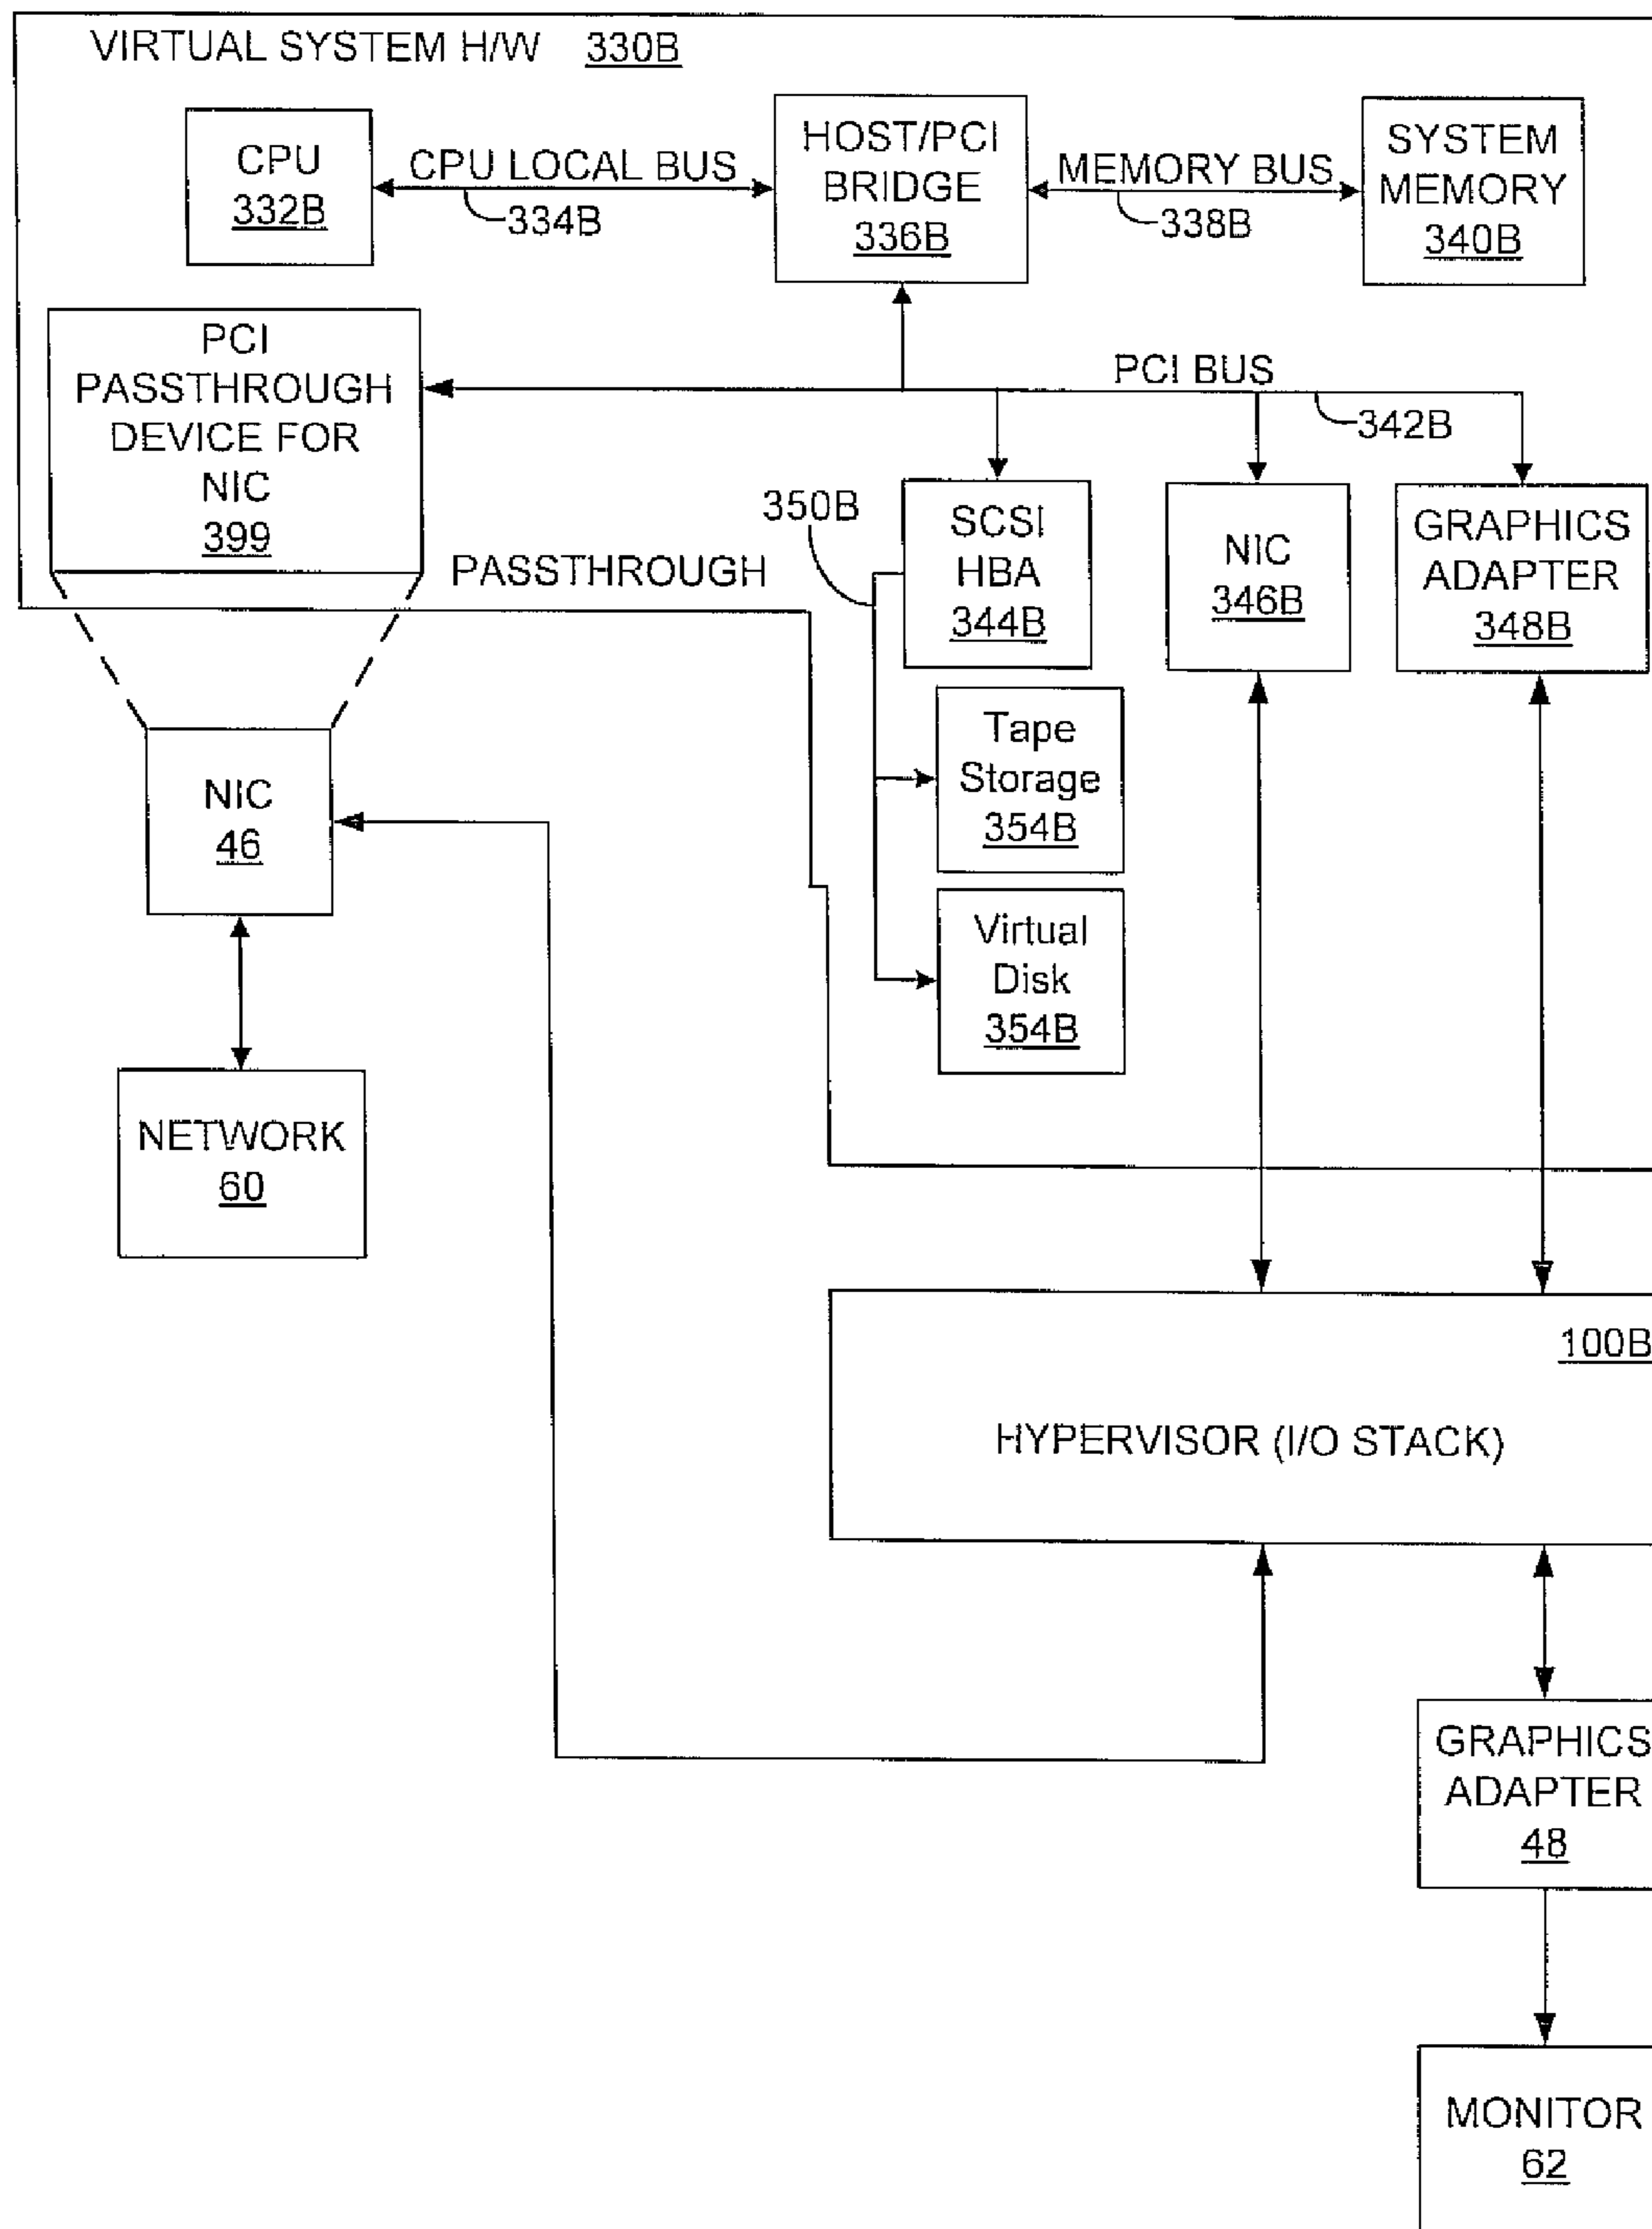 VIRTUAL SYSTEM H/W 330B
CPU
332B
CPU LOCAL BUS
334B
HOST/PCI
BRIDGE
336B
MEMORY BUS
338B
SYSTEM
MEMORY
340B
PCI
PASSTHROUGH
DEVICE FOR
NIC
399
PCI BUS
342B
350B
PASSTHROUGH
SCSI
HBA
344B
NIC
346B
GRAPHICS
ADAPTER
348B
Tape
Storage
354B
NIC
46
Virtual
Disk
354B
NETWORK
60
100B
HYPERVISOR (I/O STACK)
GRAPHICS
ADAPTER
48
MONITOR
62